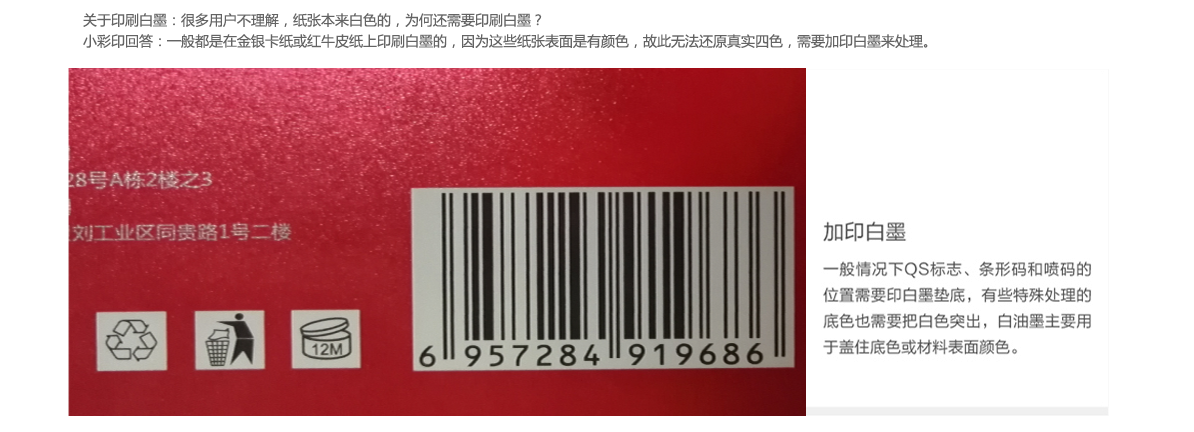 关于印刷白墨：很多用户不理解，纸张本来白色的，为何还需要印刷白墨？
小彩印回答：一般都是在金银卡纸或红牛皮纸上印刷白墨的，因为这些纸张表面是有颜色，故此无法还原真实四色，需要加印白墨来处理。
28号A栋2楼之3
刘工业区同贵路1号二楼
12M
6 957284 919686
加印白墨
一般情况下QS标志、条形码和喷码的
位置需要印白墨垫底，有些特殊处理的
底色也需要把白色突出，白油墨主要用
于盖住底色或材料表面颜色。